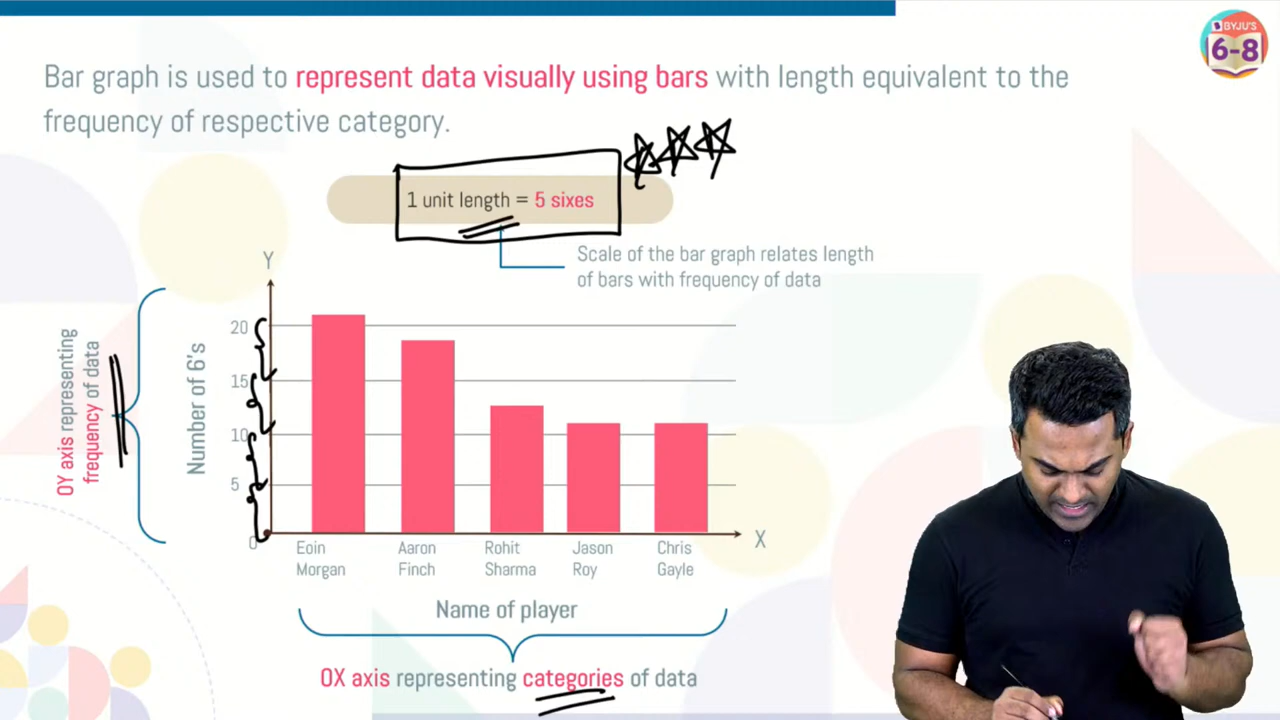 BYJU'S
6-8
Bar graph is used to represent data visually using bars with length equivalent to the
frequency of respective category.
1 unit length = 5 sixes
Scale of the bar graph relates length
of bars with frequency of data
Y
20
15
10
5
0
Number of 6's
OY axis representing
frequency of data
X
Eoin
Morgan
Aaron
Finch
Rohit
Sharma
Jason
Roy
Chris
Gayle
Name of player
OX axis representing categories of data